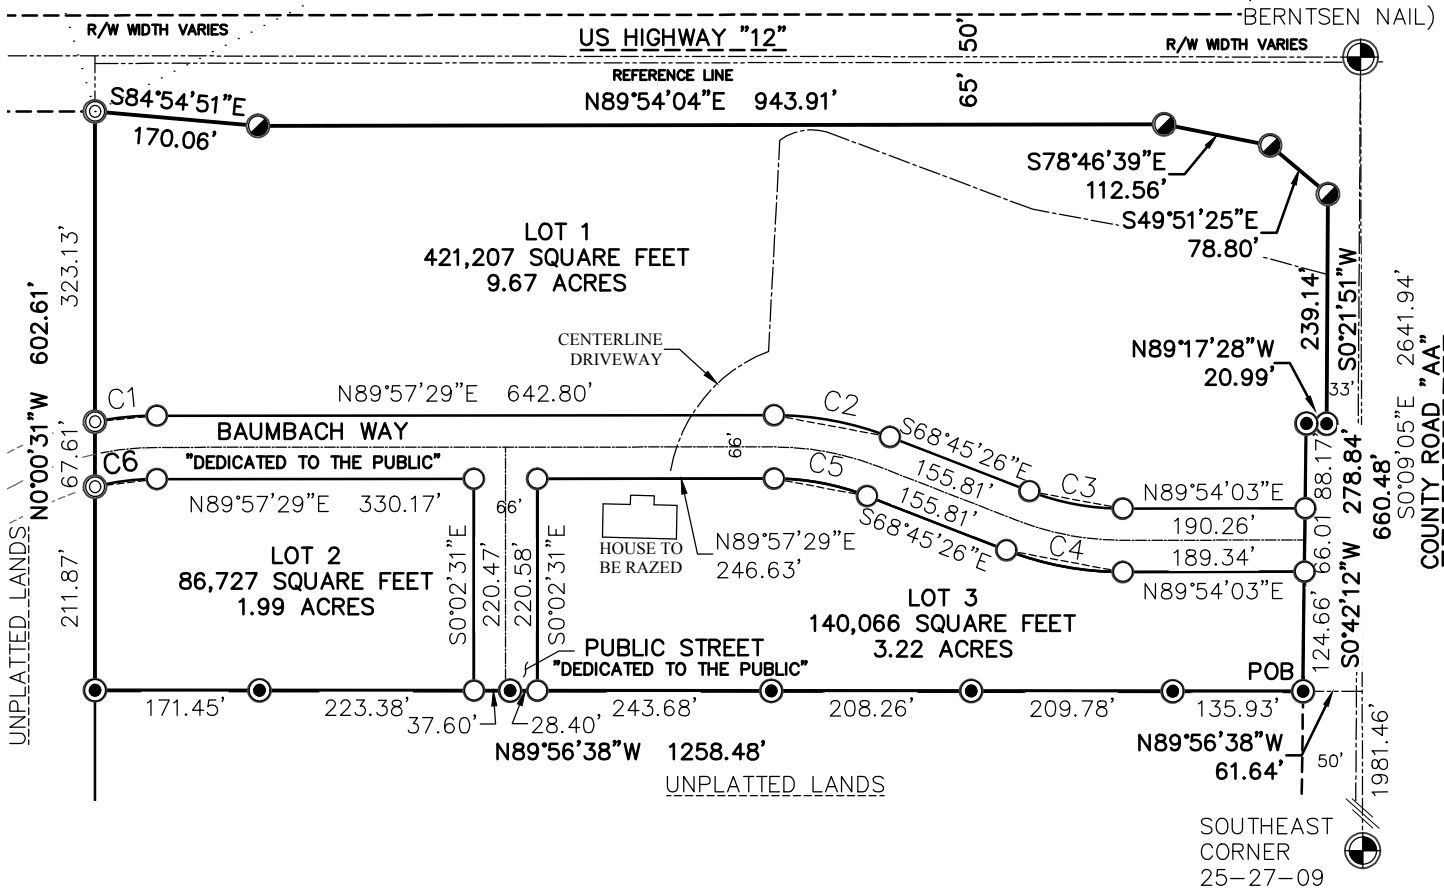 BERNTSEN NAIL)
R/W WIDTH VARIES
US HIGHWAY "12"
50'
R/W WIDTH VARIES
REFERENCE LINE
65'
S84°54'51"E
170.06'
N89°54'04"E 943.91'
S78°46'39"E
112.56'
S49°51'25"E
78.80'
LOT 1
421,207 SQUARE FEET
9.67 ACRES
323.13'
N0°00'31"W 602.61'
67.61'
211.87'
239.14'
S0°21'51"W
S0°09'05"E 2641.94'
COUNTY ROAD "AA"
CENTERLINE
DRIVEWAY
N89°17'28"W
20.99'
33'
C1
N89°57'29"E 642.80'
C2
S68°45'26"E
155.81'
C3
N89°54'03"E
190.26'
88.17'
278.84'
660.48'
BAUMBACH WAY
66'
"DEDICATED TO THE PUBLIC"
C6
N89°57'29"E 330.17'
66'
C5
155.81'
S68°45'26"E
C4
189.34'
N89°54'03"E
66.01
S0°42'12"W
124.66'
HOUSE TO
BE RAZED
N89°57'29"E
246.63'
LOT 2
86,727 SQUARE FEET
1.99 ACRES
S0°02'31"E
220.47'
220.58'
S0°02'31"E
LOT 3
140,066 SQUARE FEET
3.22 ACRES
PUBLIC STREET
"DEDICATED TO THE PUBLIC"
POB
UNPLATTED LANDS
171.45'
223.38'
37.60'
28.40'
243.68'
208.26'
209.78'
135.93'
N89°56'38"W 1258.48'
N89°56'38"W
61.64'
50'
1981.46'
UNPLATTED LANDS
SOUTHEAST
CORNER
25-27-09